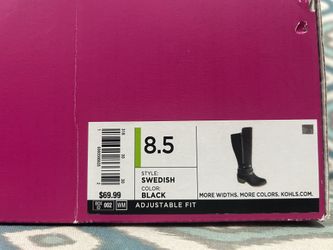 8.5
STYLE:
SWEDISH
COLOR:
BLACK
$69.99
002 WM
ADJUSTABLE FIT
MORE WIDTHS. MORE COLORS. KOHLS.COM.